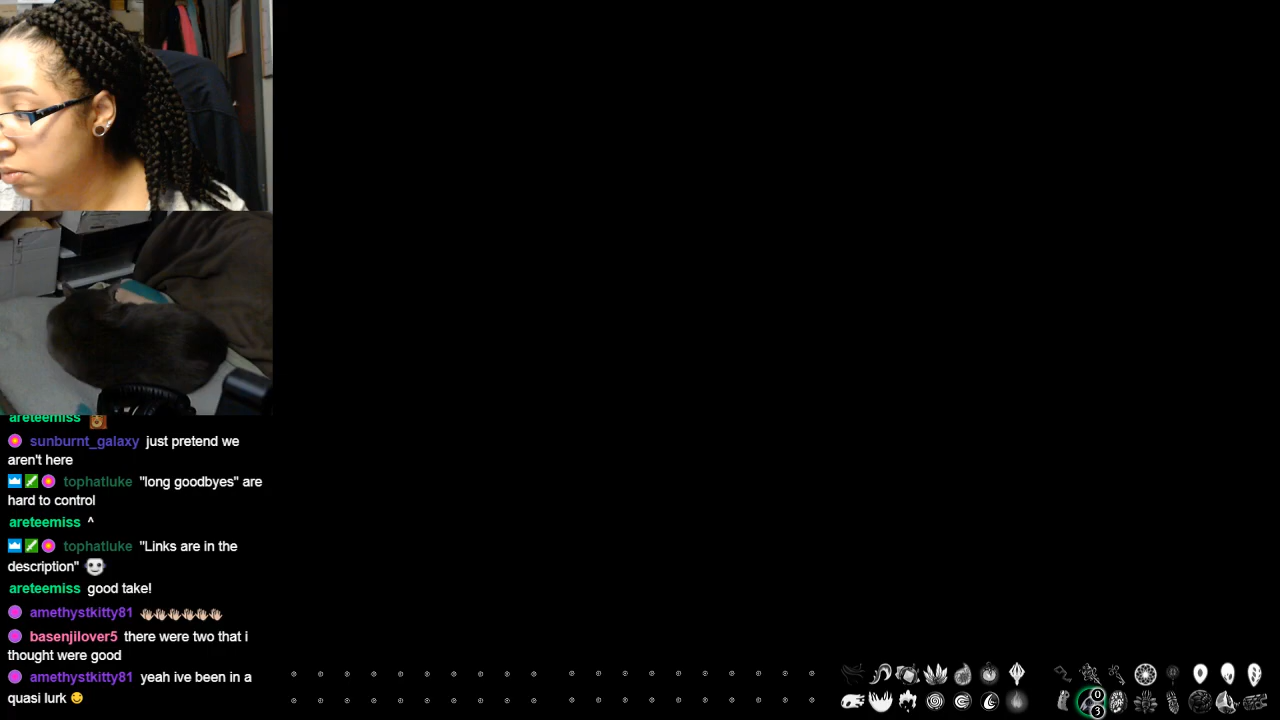 areteemiss
sunburnt_galaxy just pretend we
aren't here
tophatluke "long goodbyes" are
hard to control
areteemiss ^
tophatluke "Links are in the
description"
areteemiss good take!
amethystkitty81
basenjilover5 there were two that i
thought were good
amethystkitty81 yeah ive been in a
quasi lurk
0
3